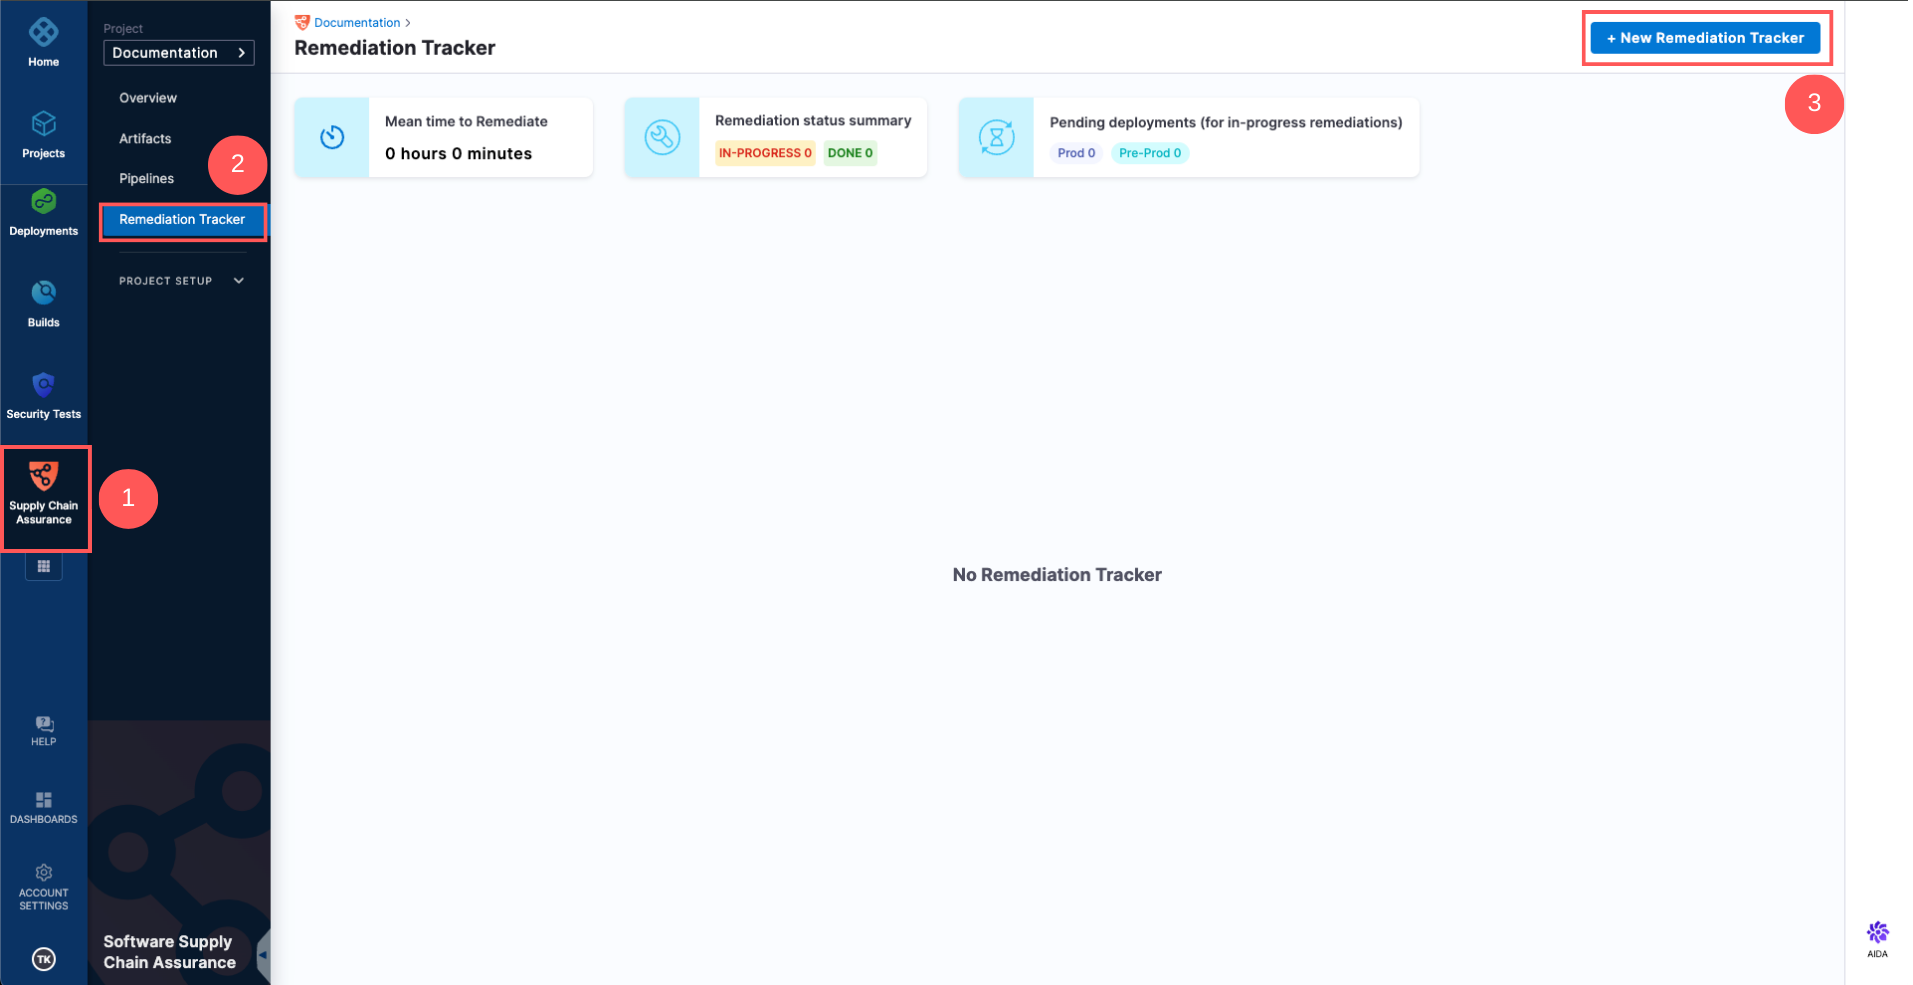 Home
Projects
Deployments
Builds
Security Tests
Supply Chain
Assurance
1
HELP
DASHBOARDS
ACCOUNT
SETTINGS
TK
Project
Documentation
Overview
Artifacts
Pipelines
2
Remediation Tracker
PROJECT SETUP
Software Supply
Chain Assurance
Documentation
Remediation Tracker
+ New Remediation Tracker
3
Mean time to Remediate
0 hours 0 minutes
Remediation status summary
IN-PROGRESS 0 DONE 0
Pending deployments (for in-progress remediations)
Prod 0 Pre-Prod 0
No Remediation Tracker
AIDA